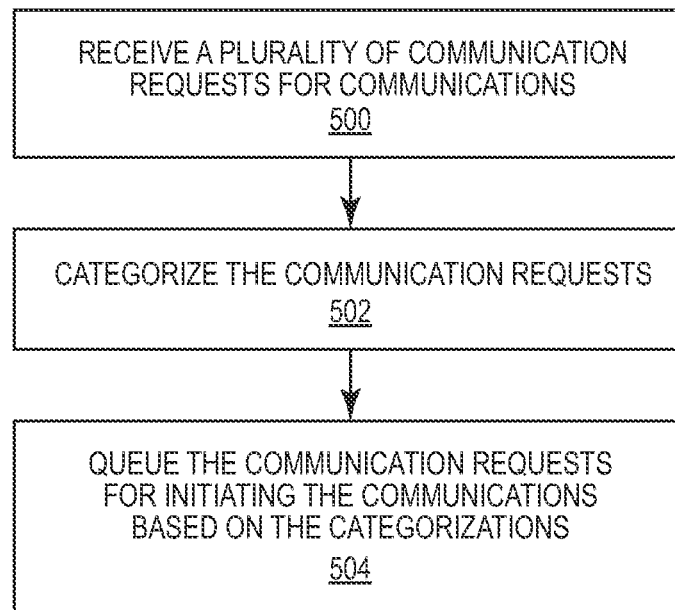 RECEIVE A PLURALITY OF COMMUNICATION
REQUESTS FOR COMMUNICATIONS
500
CATEGORIZE THE COMMUNICATION REQUESTS
502
QUEUE THE COMMUNICATION REQUESTS
FOR INITIATING THE COMMUNICATIONS
BASED ON THE CATEGORIZATIONS
504